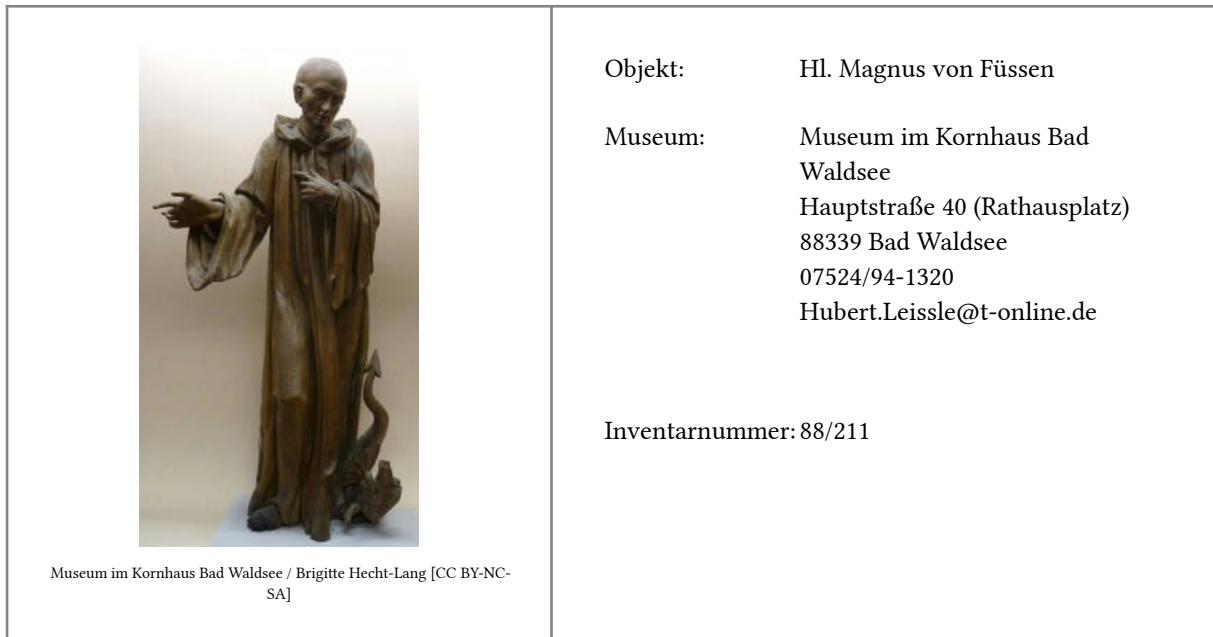 Museum im Kornhaus Bad Waldsee / Brigitte Hecht-Lang [CC BY-NC-
SA]
Objekt: Hl. Magnus von Füssen
Museum: Museum im Kornhaus Bad
Waldsee
Hauptstraße 40 (Rathausplatz)
88339 Bad Waldsee
07524/94-1320
Hubert.Leissle@t-online.de
Inventarnummer: 88/211